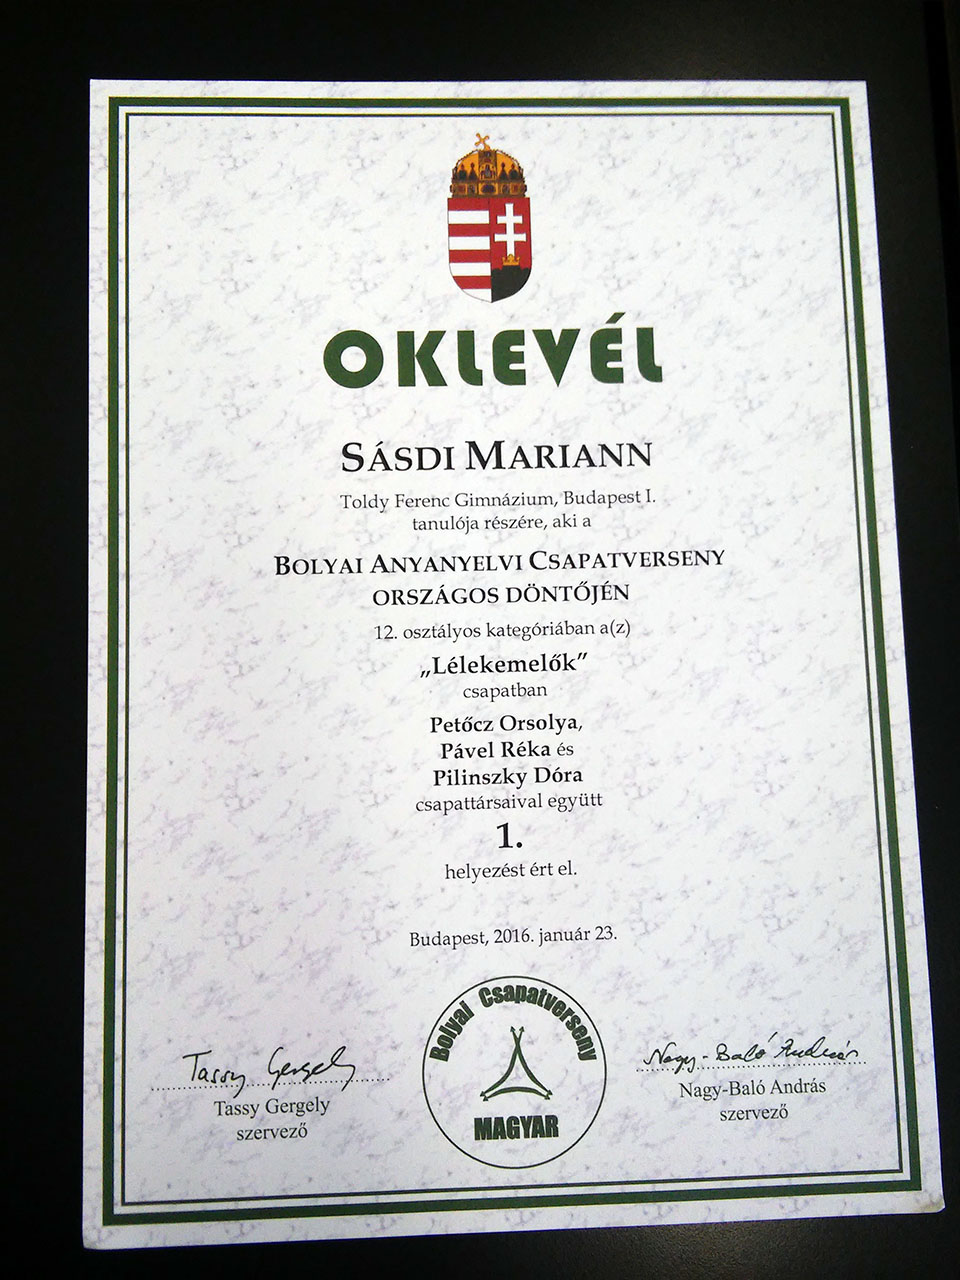 OKLEVÉL
SÁSDI MARIANN
Toldy Ferenc Gimnázium, Budapest I.
tanulója részére, aki a
BOLYAI ANYANYELVI CSAPATVERSENY
ORSZÁGOS DÖNTŐJÉN
12. osztályos kategóriában a(z)
„Lélekemelők”
csapatban
Petőcz Orsolya,
Pável Réka és
Pilinszky Dóra
csapattársaival együtt
1.
helyezést ért el.
Budapest, 2016. január 23.
Bolyai Csapatverseny
MAGYAR
Tassy Gergely
Tassy Gergely
szervező
Nagy-Baló András
Nagy-Baló András
szervező